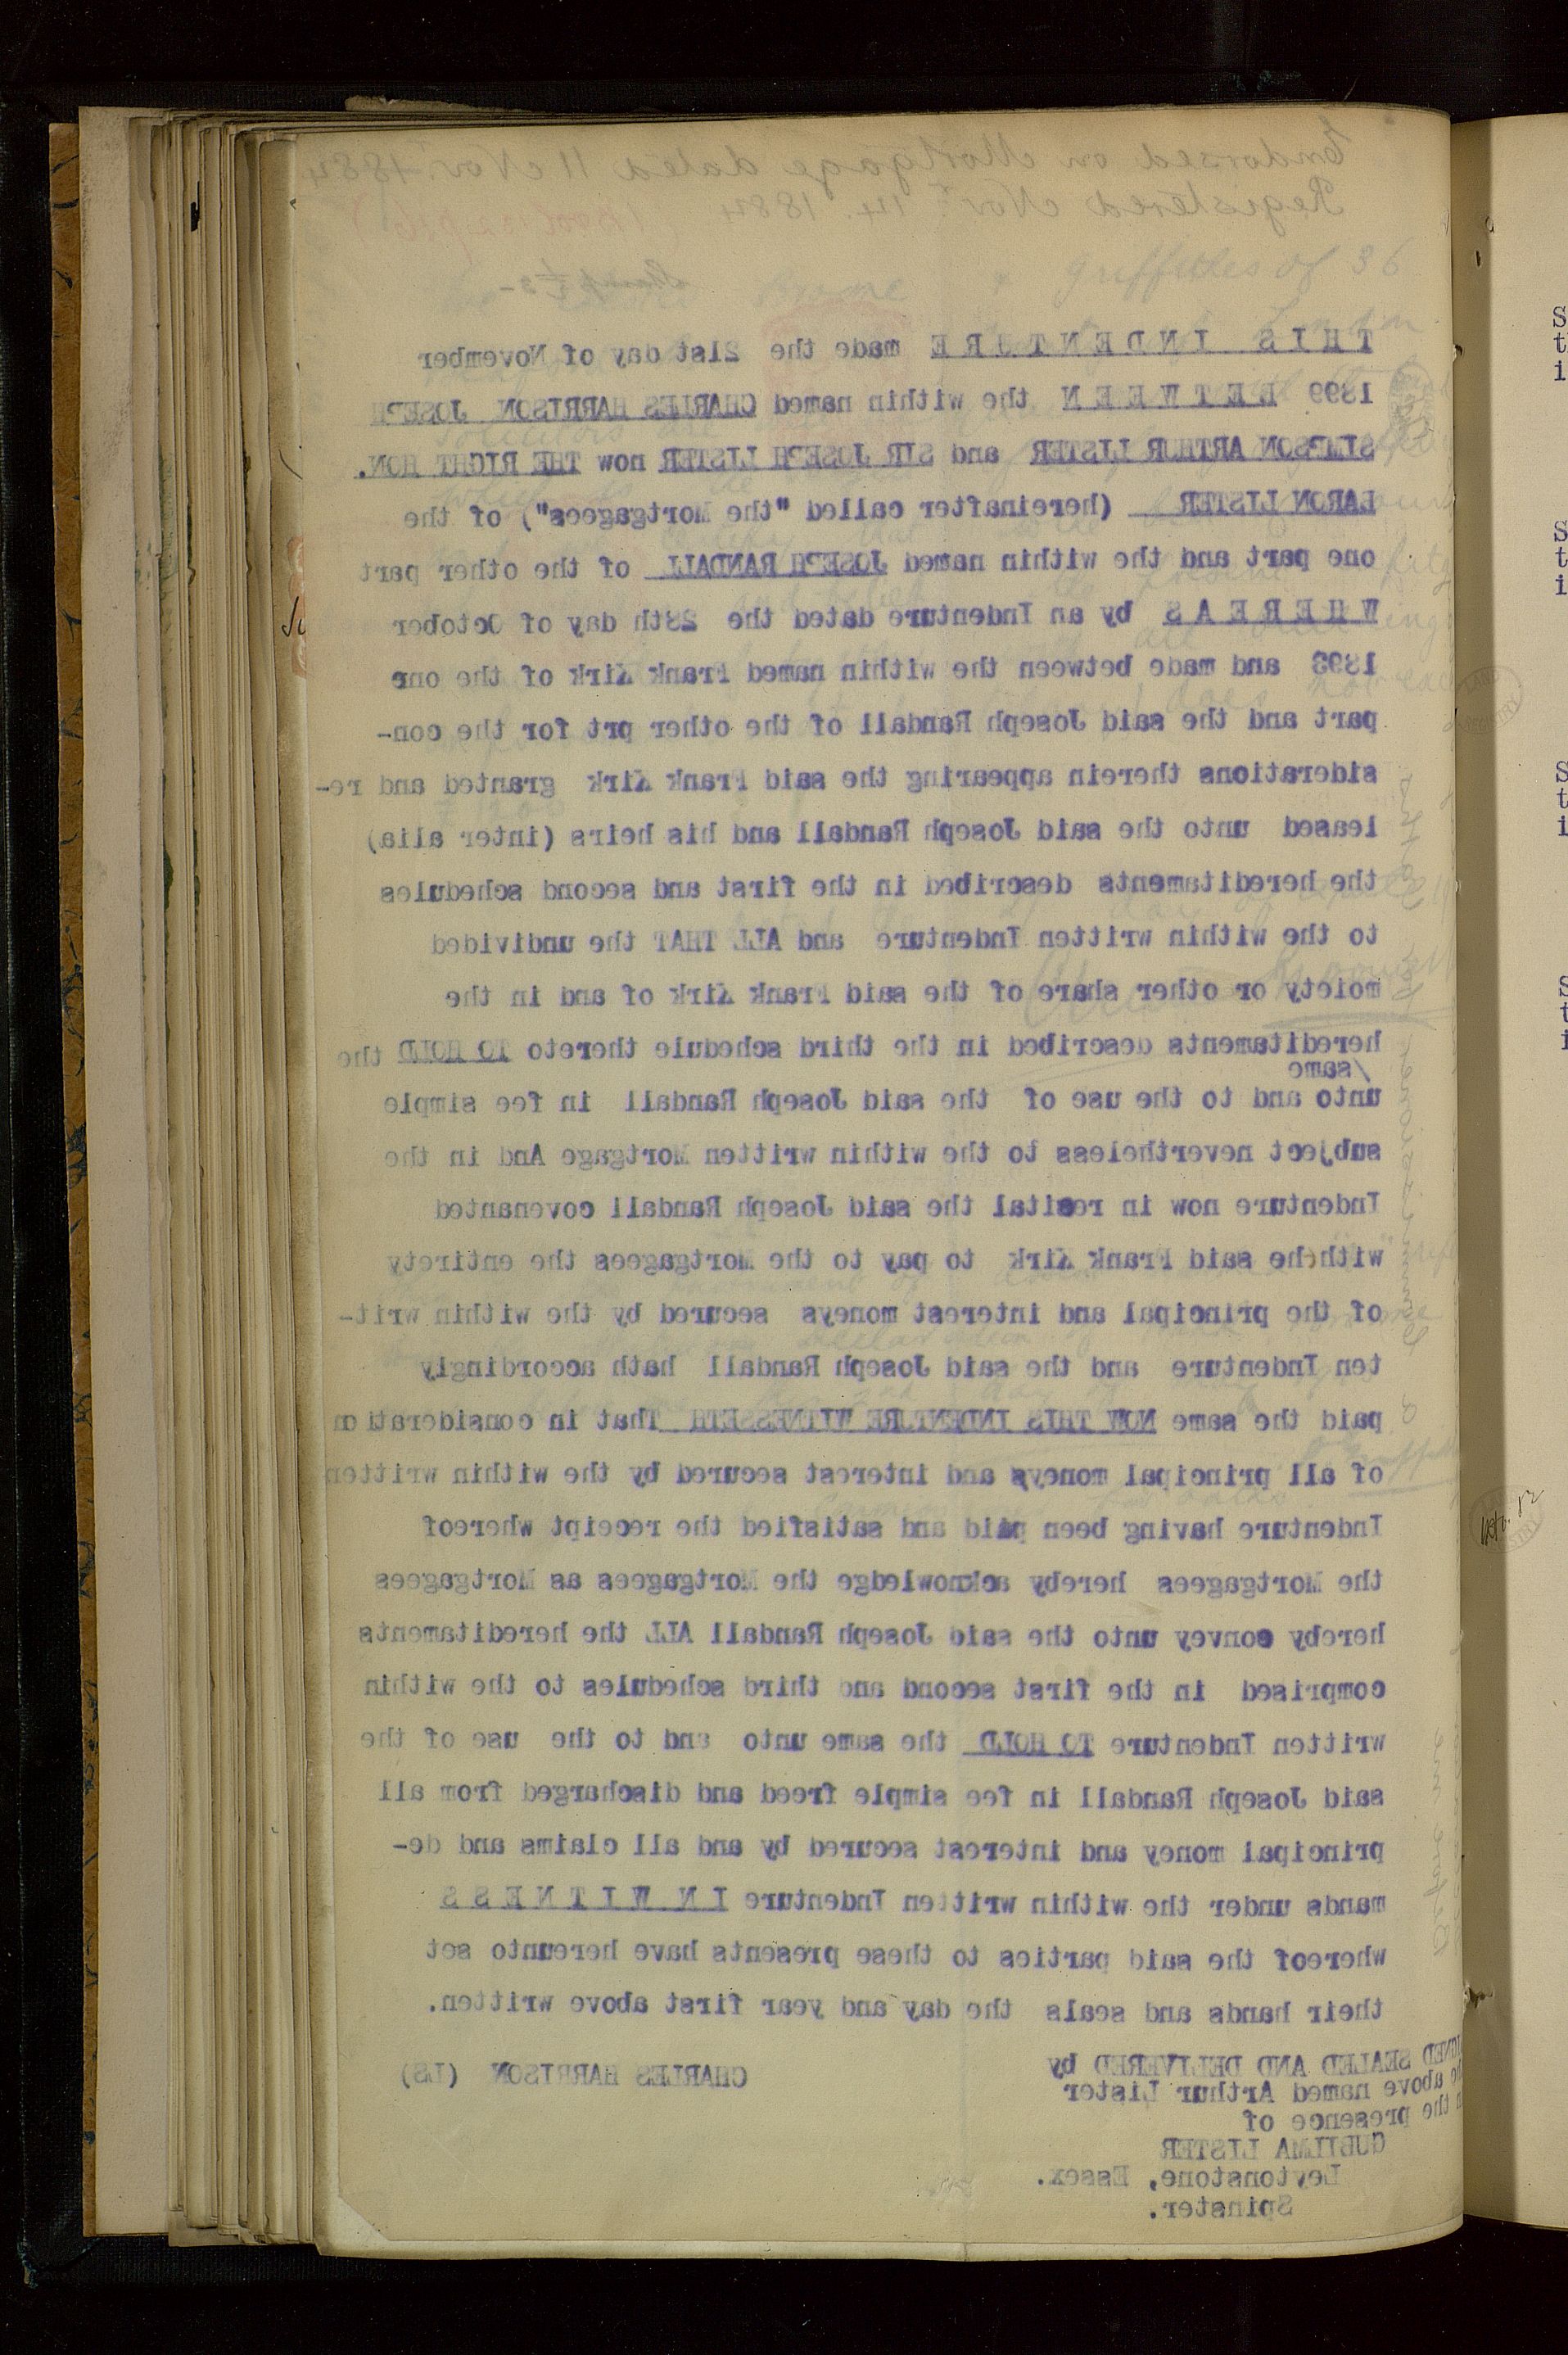 Endorsed on Mortgage dated 11 Nov. 1884
Registered Nov. 14. 1884
Stamp £3-
THIS INDENTURE made the 21st day of November
1899 BETWEEN the within named CHARLES HARRISON JOSEPH
SIMPSON ARTHUR LISTER and SIR JOSEPH LISTER now THE RIGHT HON.
BARON LISTER (hereinafter called "the Mortgagees") of the
one part and the within named JOSEPH RANDALL of the other part
WHEREAS by an Indenture dated the 28th day of October
1898 and made between the within named Frank Kirk of the one
part and the said Joseph Randall of the other prt for the con-
siderations therein appearing the said Frank Kirk granted and re-
leased unto the said Joseph Randall and his heirs (inter alia)
the hereditaments described in the first and second schedules
to the within written Indenture and ALL THAT the undivided
moiety or other share of the said Frank Kirk of and in the
hereditaments described in the third schedule thereto TO HOLD the
/same
unto and to the use of the said Joseph Randall in fee simple
subject nevertheless to the within written Mortgage And in the
Indenture now in recital the said Joseph Randall covenanted
with the said Frank Kirk to pay to the Mortgagees the entirety
of the principal and interest moneys secured by the within writ-
ten Indenture and the said Joseph Randall hath accordingly
paid the same NOW THIS INDENTURE WITNESSETH That in consideration
of all principal moneys and interest secured by the within written
Indenture having been paid and satisfied the receipt whereof
the Mortgagees hereby acknowledge the Mortgagees as Mortgagees
hereby convey unto the said Joseph Randall ALL the hereditaments
comprised in the first second and third schedules to the within
written Indenture TO HOLD the same unto and to the use of the
said Joseph Randall in fee simple freed and discharged from all
principal money and interest secured by and all claims and de-
mands under the within written Indenture IN WITNESS
whereof the said parties to these presents have hereunto set
their hands and seals the day and year first above written.
SIGNED SEALED AND DELIVERED by
the above named Arthur Lister
in the presence of
GULIELMA LISTER
Leytonstone, Essex.
Spinster.
CHARLES HARRISON (LS)